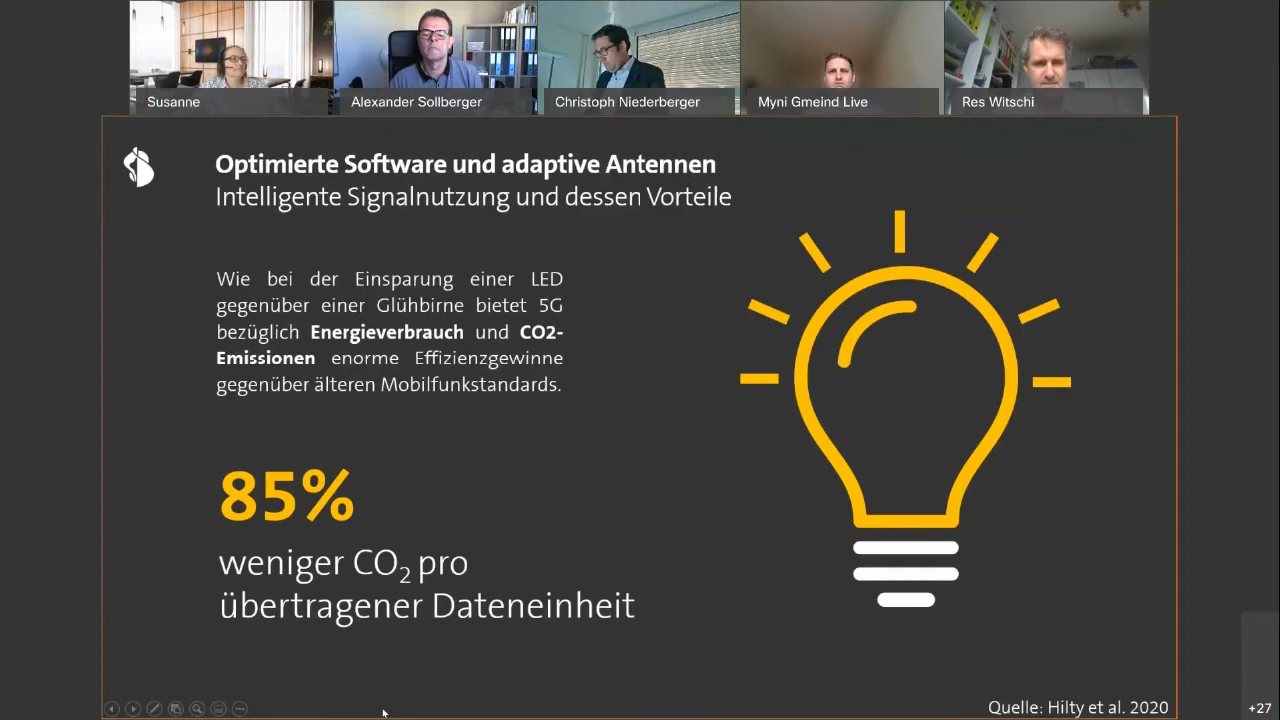 Susanne
Alexander Sollberger
Christoph Niederberger
Myni Gmeind Live
Res Witschi
Optimierte Software und adaptive Antennen
Intelligente Signalnutzung und dessen Vorteile
Wie bei der Einsparung einer LED
gegenüber einer Glühbirne bietet 5G
bezüglich Energieverbrauch und CO2-
Emissionen enorme Effizienzgewinne
gegenüber älteren Mobilfunkstandards.
85%
weniger CO₂ pro
übertragener Dateneinheit
Quelle: Hilty et al. 2020
+27